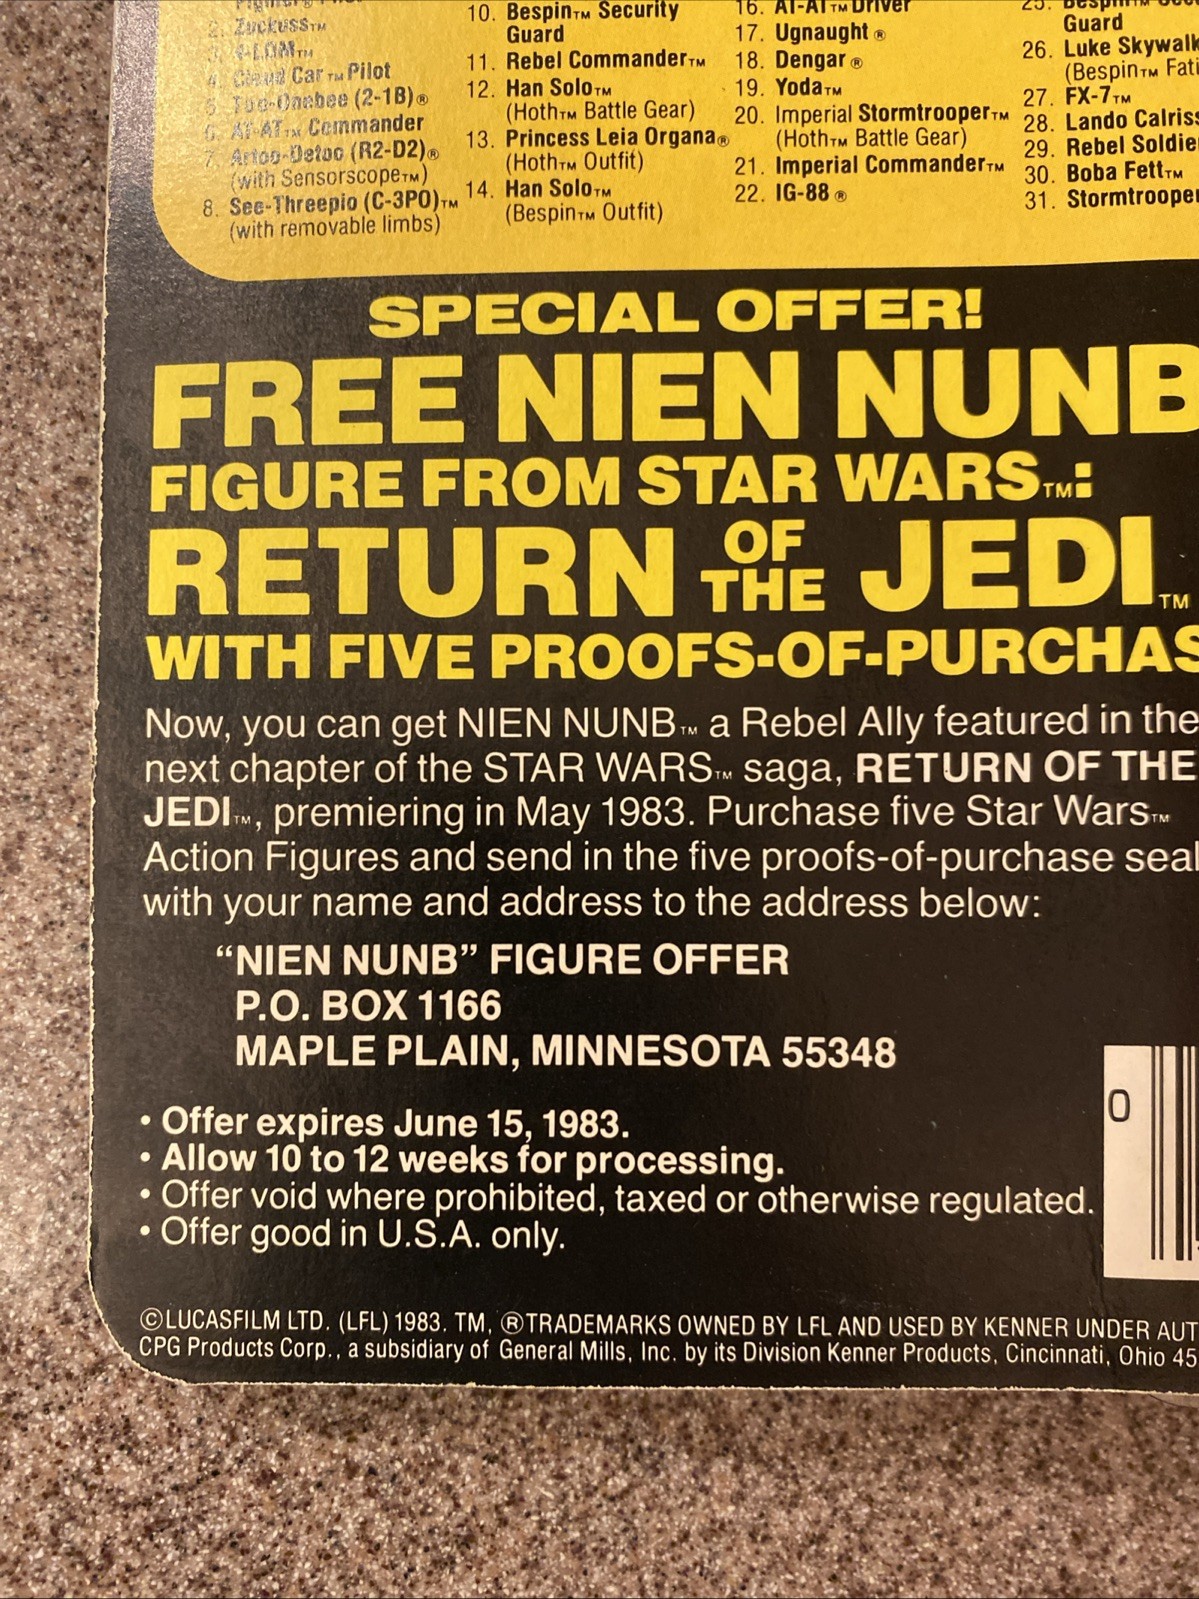 2. Zuckuss™
3. 4-LOM™
4. Cloud Car™ Pilot
5. Too-Onebee (2-1B)®
6. AT-AT™ Commander
7. Artoo-Detoo (R2-D2)®
(with Sensorscope™)
8. See-Threepio (C-3PO)™
(with removable limbs)
10. Bespin™ Security
Guard
11. Rebel Commander™
12. Han Solo™
(Hoth™ Battle Gear)
13. Princess Leia Organa®
(Hoth™ Outfit)
14. Han Solo™
(Bespin™ Outfit)
16. AT-AT™ Driver
17. Ugnaught®
18. Dengar®
19. Yoda™
20. Imperial Stormtrooper™
(Hoth™ Battle Gear)
21. Imperial Commander™
22. IG-88®
25. Bespin™
Guard
26. Luke Skywalk
(Bespin™ Fati
27. FX-7™
28. Lando Calriss
29. Rebel Soldie
30. Boba Fett™
31. Stormtrooper
SPECIAL OFFER!
FREE NIEN NUNB
FIGURE FROM STAR WARS™:
RETURN OF THE JEDI™
WITH FIVE PROOFS-OF-PURCHAS
Now, you can get NIEN NUNB™ a Rebel Ally featured in the
next chapter of the STAR WARS™ saga, RETURN OF THE
JEDI™, premiering in May 1983. Purchase five Star Wars™
Action Figures and send in the five proofs-of-purchase seal
with your name and address to the address below:
“NIEN NUNB” FIGURE OFFER
P.O. BOX 1166
MAPLE PLAIN, MINNESOTA 55348
• Offer expires June 15, 1983.
• Allow 10 to 12 weeks for processing.
• Offer void where prohibited, taxed or otherwise regulated.
• Offer good in U.S.A. only.
0
©LUCASFILM LTD. (LFL) 1983. TM, ®TRADEMARKS OWNED BY LFL AND USED BY KENNER UNDER AUT
CPG Products Corp., a subsidiary of General Mills, Inc. by its Division Kenner Products, Cincinnati, Ohio 45